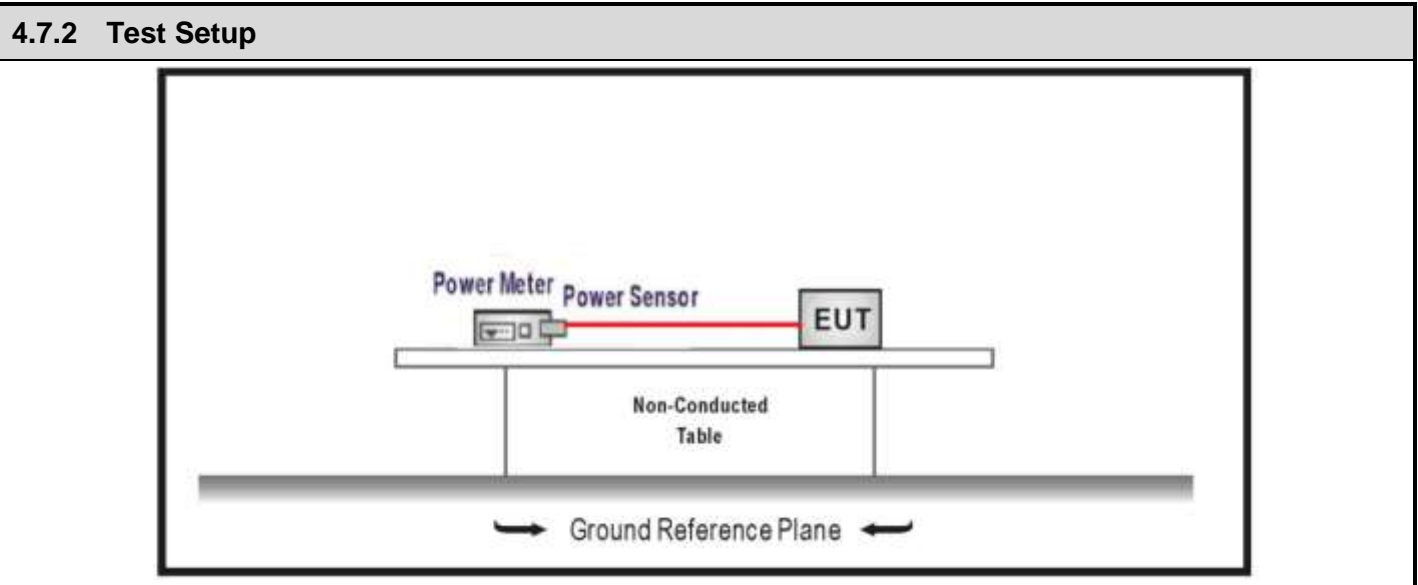 4.7.2 Test Setup
Power Meter
Power Sensor
EUT
Non-Conducted
Table
Ground Reference Plane